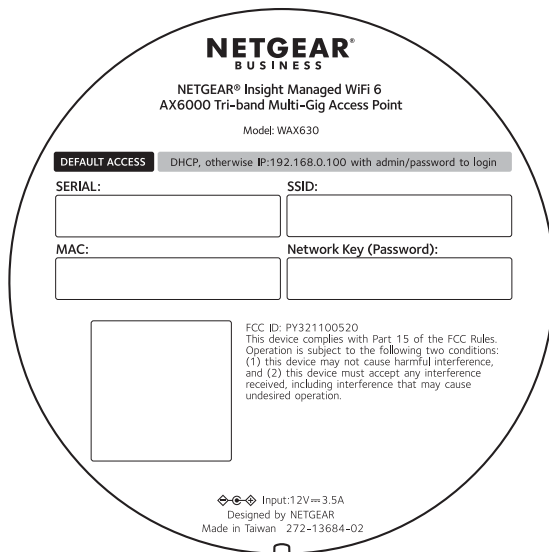 NETGEAR®
BUSINESS
NETGEAR® Insight Managed WiFi 6
AX6000 Tri-band Multi-Gig Access Point
Model: WAX630
DEFAULT ACCESS DHCP, otherwise IP:192.168.0.100 with admin/password to login
SERIAL: SSID:
MAC: Network Key (Password):
FCC ID: PY321100520
This device complies with Part 15 of the FCC Rules.
Operation is subject to the following two conditions:
(1) this device may not cause harmful interference,
and (2) this device must accept any interference
received, including interference that may cause
undesired operation.
Input:12V⎓3.5A
Designed by NETGEAR
Made in Taiwan 272-13684-02